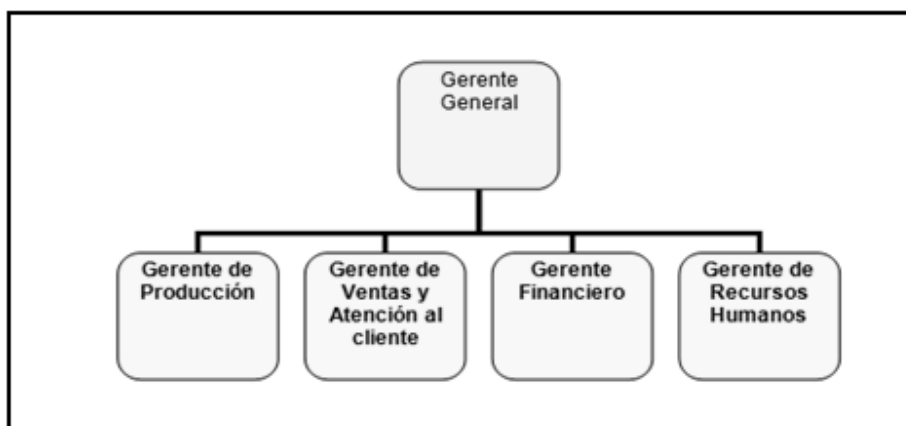 Gerente
General
Gerente de
Producción
Gerente de
Ventas y
Atención al
cliente
Gerente
Financiero
Gerente de
Recursos
Humanos